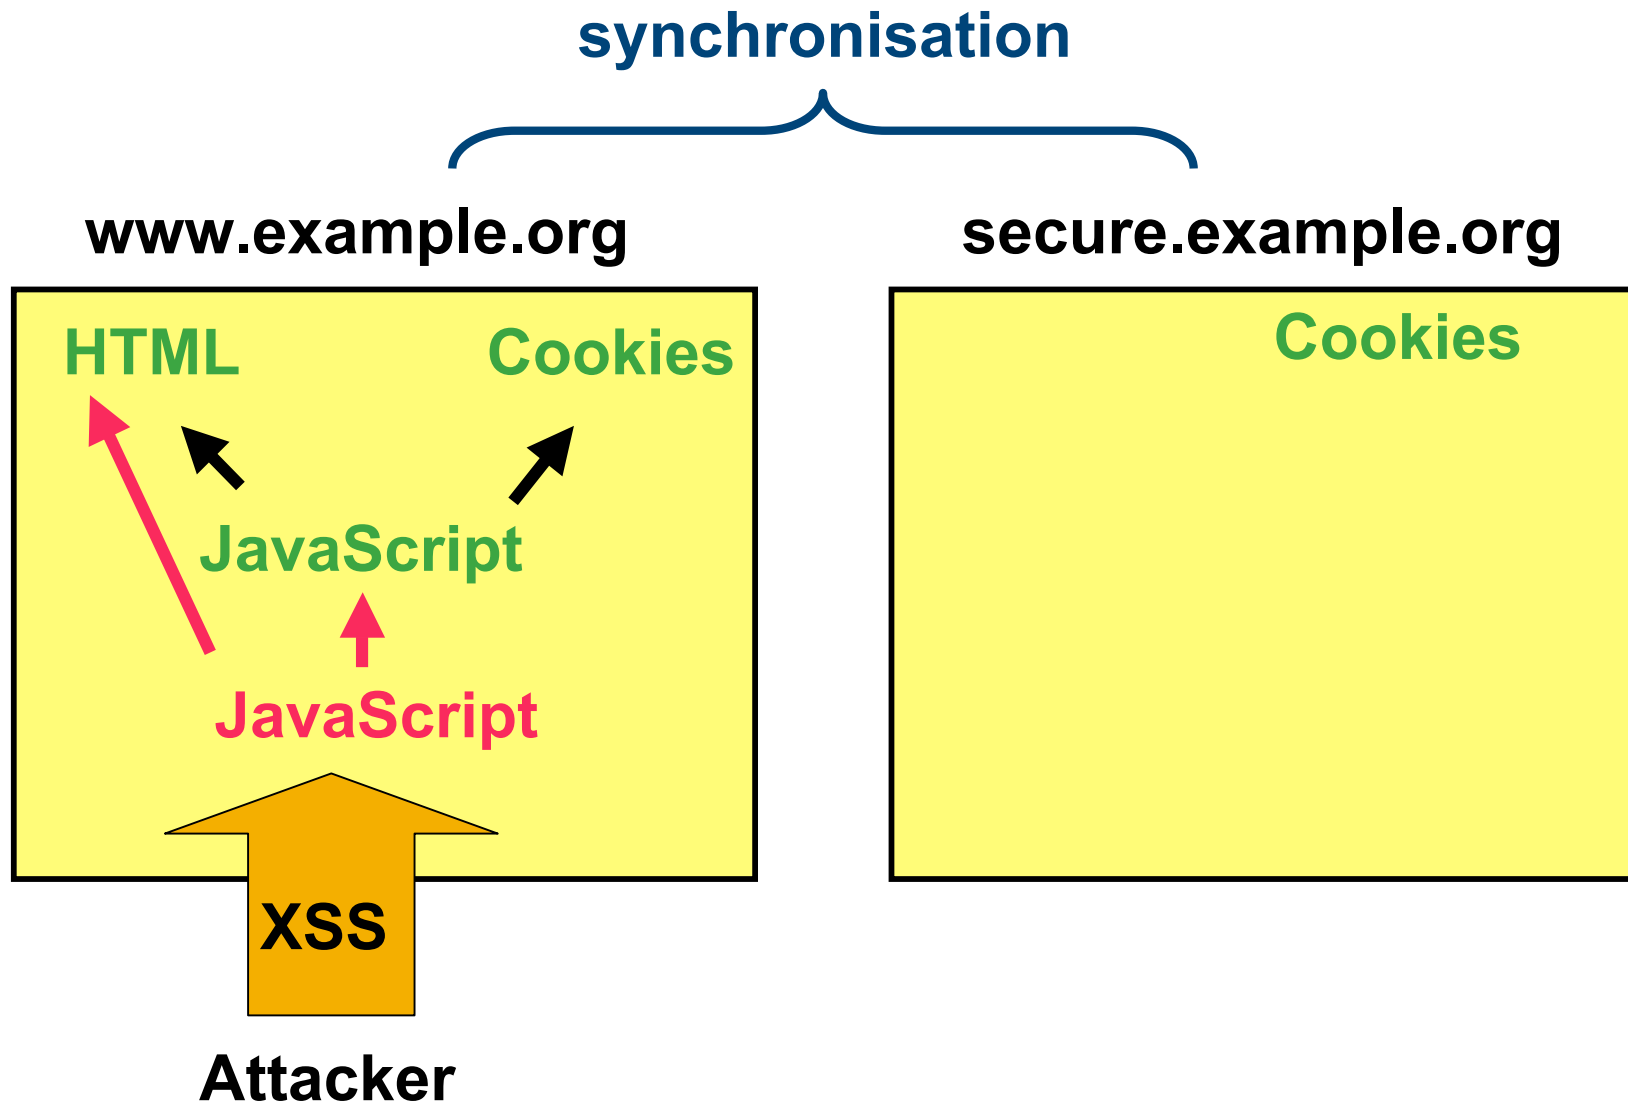 synchronisation
www.example.org
secure.example.org
HTML
Cookies
Cookies
JavaScript
JavaScript
XSS
Attacker